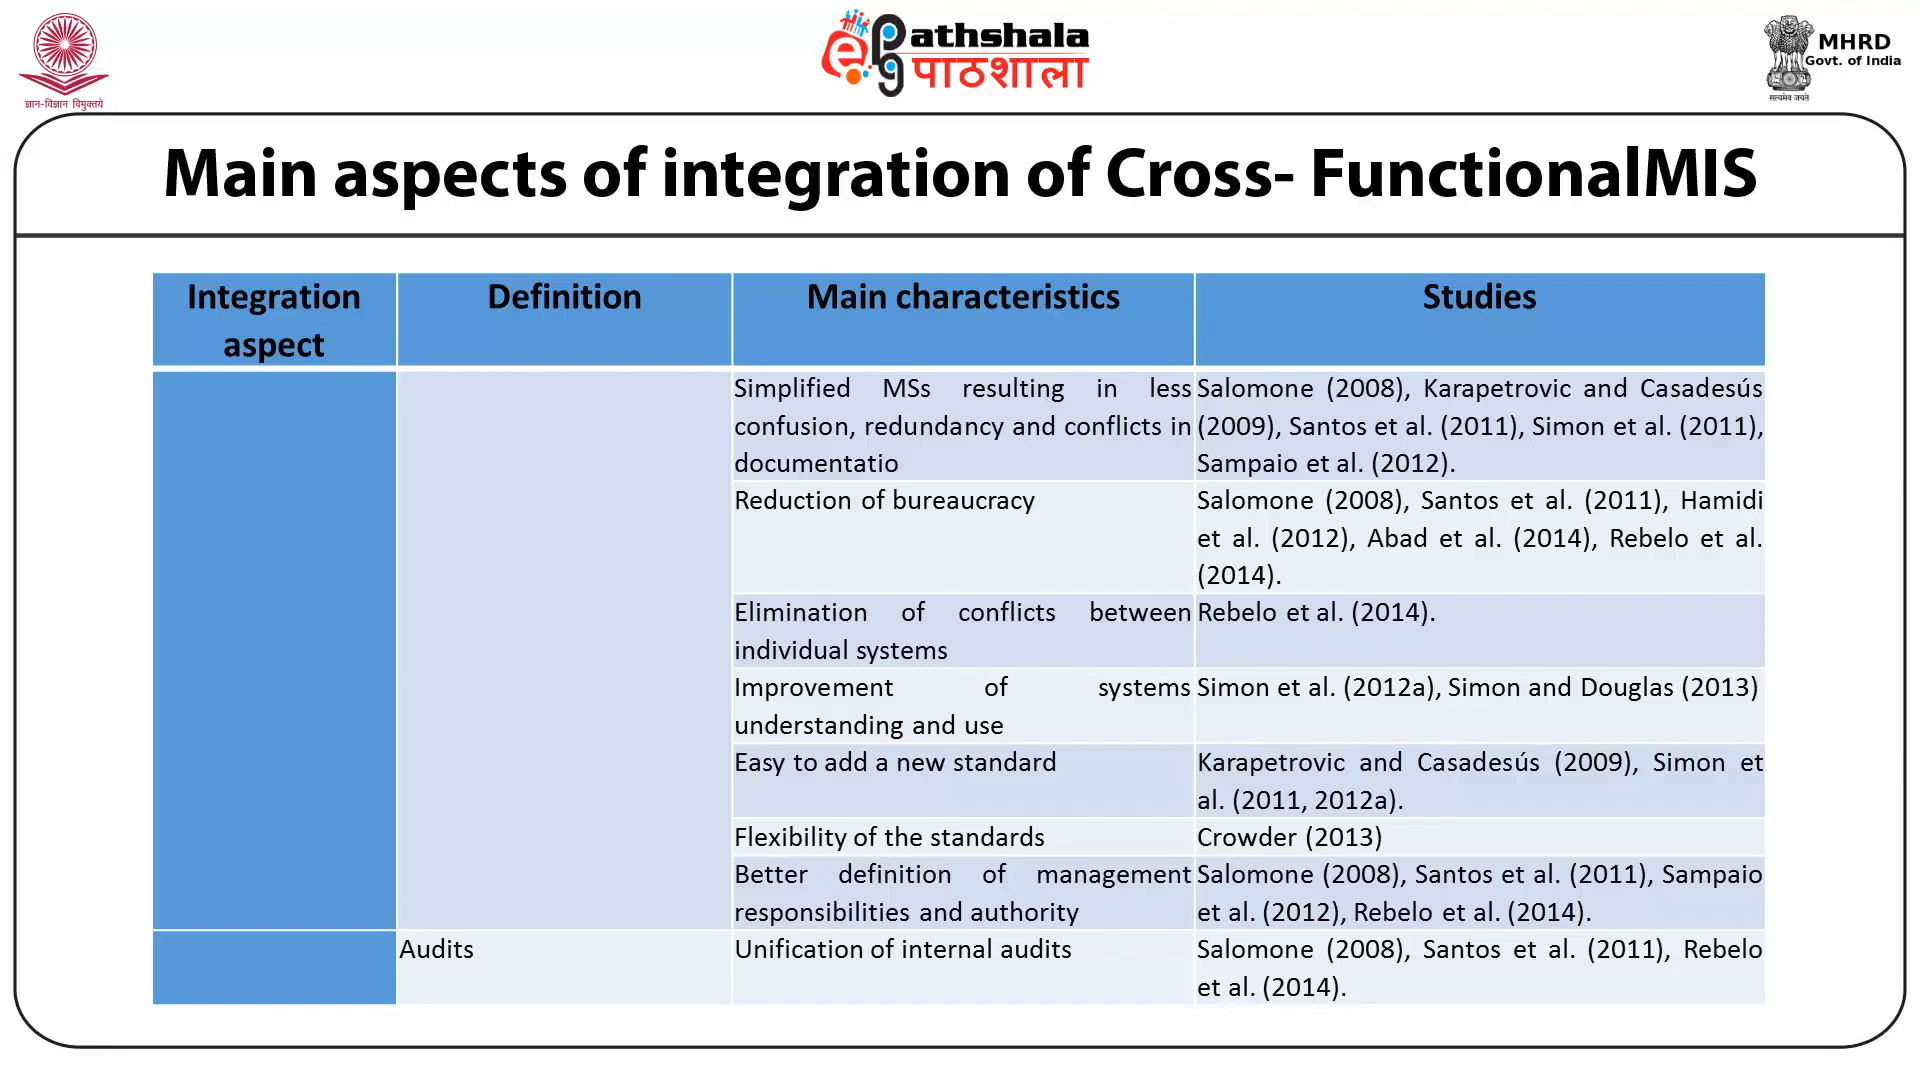 ज्ञान-विज्ञान विमुक्तये
ePathshala
पाठशाला
MHRD
Govt. of India
सत्यमेव जयते
Main aspects of integration of Cross- FunctionalMIS
Integration
aspect
Definition
Main characteristics
Studies
Simplified MSs resulting in less
confusion, redundancy and conflicts in
documentatio
Salomone (2008), Karapetrovic and Casadesús
(2009), Santos et al. (2011), Simon et al. (2011),
Sampaio et al. (2012).
Reduction of bureaucracy
Salomone (2008), Santos et al. (2011), Hamidi
et al. (2012), Abad et al. (2014), Rebelo et al.
(2014).
Elimination of conflicts between
individual systems
Rebelo et al. (2014).
Improvement of systems
understanding and use
Simon et al. (2012a), Simon and Douglas (2013)
Easy to add a new standard
Karapetrovic and Casadesús (2009), Simon et
al. (2011, 2012a).
Flexibility of the standards
Crowder (2013)
Better definition of management
responsibilities and authority
Salomone (2008), Santos et al. (2011), Sampaio
et al. (2012), Rebelo et al. (2014).
Audits
Unification of internal audits
Salomone (2008), Santos et al. (2011), Rebelo
et al. (2014).